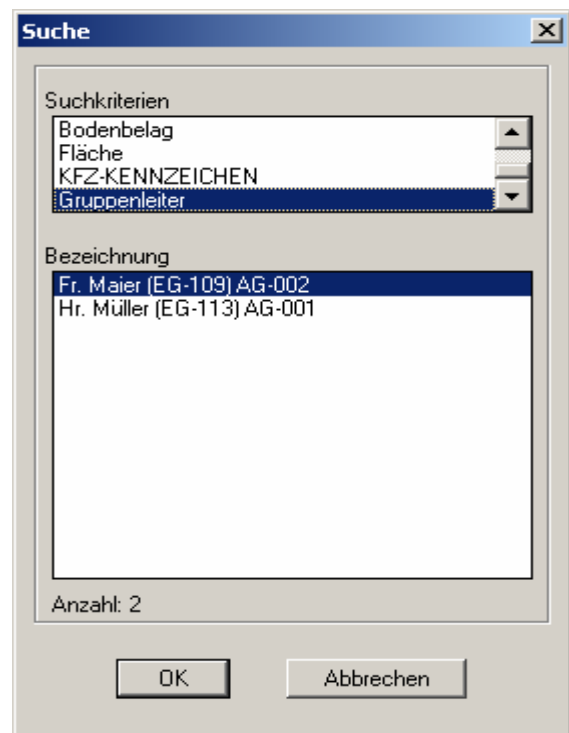 Suche
Suchkriterien
Bodenbelag
Fläche
KFZ-KENNZEICHEN
Gruppenleiter
Bezeichnung
Fr. Maier (EG-109) AG-002
Hr. Müller (EG-113) AG-001
Anzahl: 2
OK Abbrechen